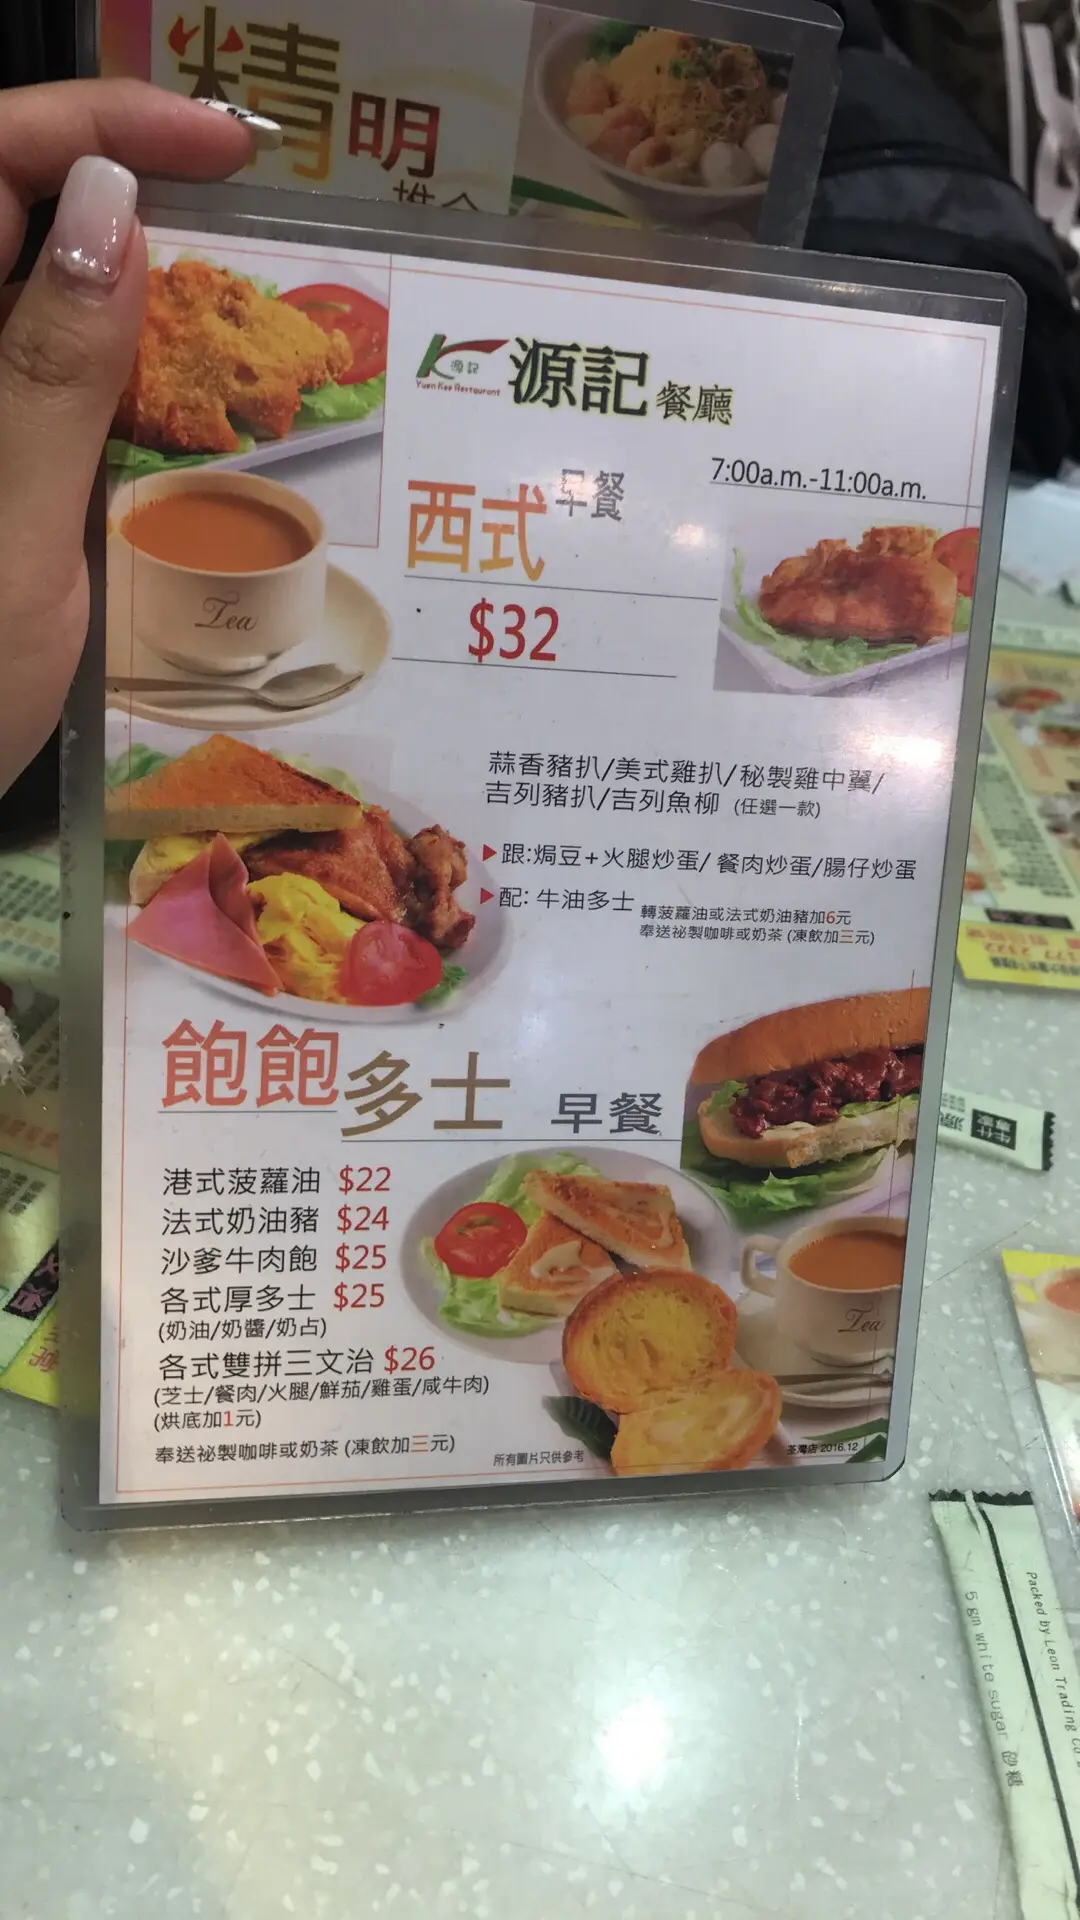 精明
推介
源記
Yuen Kee Restaurant
源記餐廳
7:00a.m.-11:00a.m.
西式早餐
$32
Tea
蒜香豬扒/美式雞扒/秘製雞中翼/
吉列豬扒/吉列魚柳 (任選一款)
跟:焗豆+火腿炒蛋/餐肉炒蛋/腸仔炒蛋
配: 牛油多士 轉菠蘿油或法式奶油豬加6元
奉送祕製咖啡或奶茶 (凍飲加三元)
飽飽多士 早餐
港式菠蘿油 $22
法式奶油豬 $24
沙爹牛肉飽 $25
各式厚多士 $25
(奶油/奶醬/奶占)
各式雙拼三文治 $26
(芝士/餐肉/火腿/鮮茄/雞蛋/咸牛肉)
(烘底加1元)
奉送祕製咖啡或奶茶 (凍飲加三元)
所有圖片只供參考
Tea
荃灣店 2016.12
5 gm white sugar 砂糖
Packed by Leon Trading Co